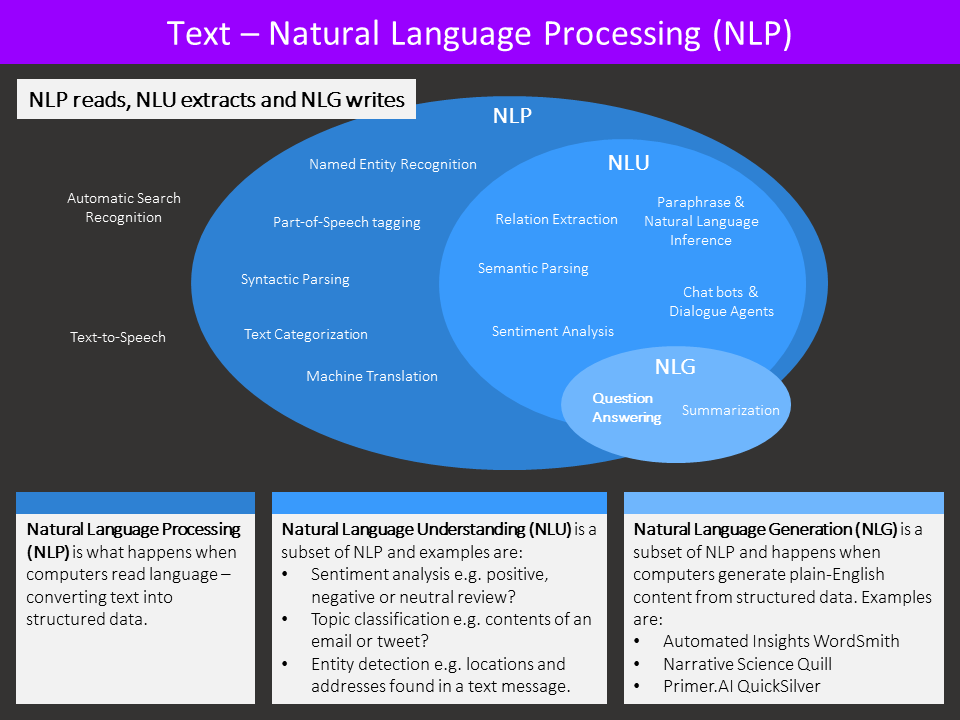 Text – Natural Language Processing (NLP)
NLP reads, NLU extracts and NLG writes
NLP
Named Entity Recognition
NLU
Automatic Search
Recognition
Part-of-Speech tagging
Relation Extraction
Paraphrase &
Natural Language
Inference
Syntactic Parsing
Semantic Parsing
Chat bots &
Dialogue Agents
Text-to-Speech
Text Categorization
Sentiment Analysis
Machine Translation
NLG
Question
Answering
Summarization
Natural Language Processing
(NLP) is what happens when
computers read language –
converting text into
structured data.
Natural Language Understanding (NLU) is a
subset of NLP and examples are:
• Sentiment analysis e.g. positive,
negative or neutral review?
• Topic classification e.g. contents of an
email or tweet?
• Entity detection e.g. locations and
addresses found in a text message.
Natural Language Generation (NLG) is a
subset of NLP and happens when
computers generate plain-English
content from structured data. Examples
are:
• Automated Insights WordSmith
• Narrative Science Quill
• Primer.AI QuickSilver